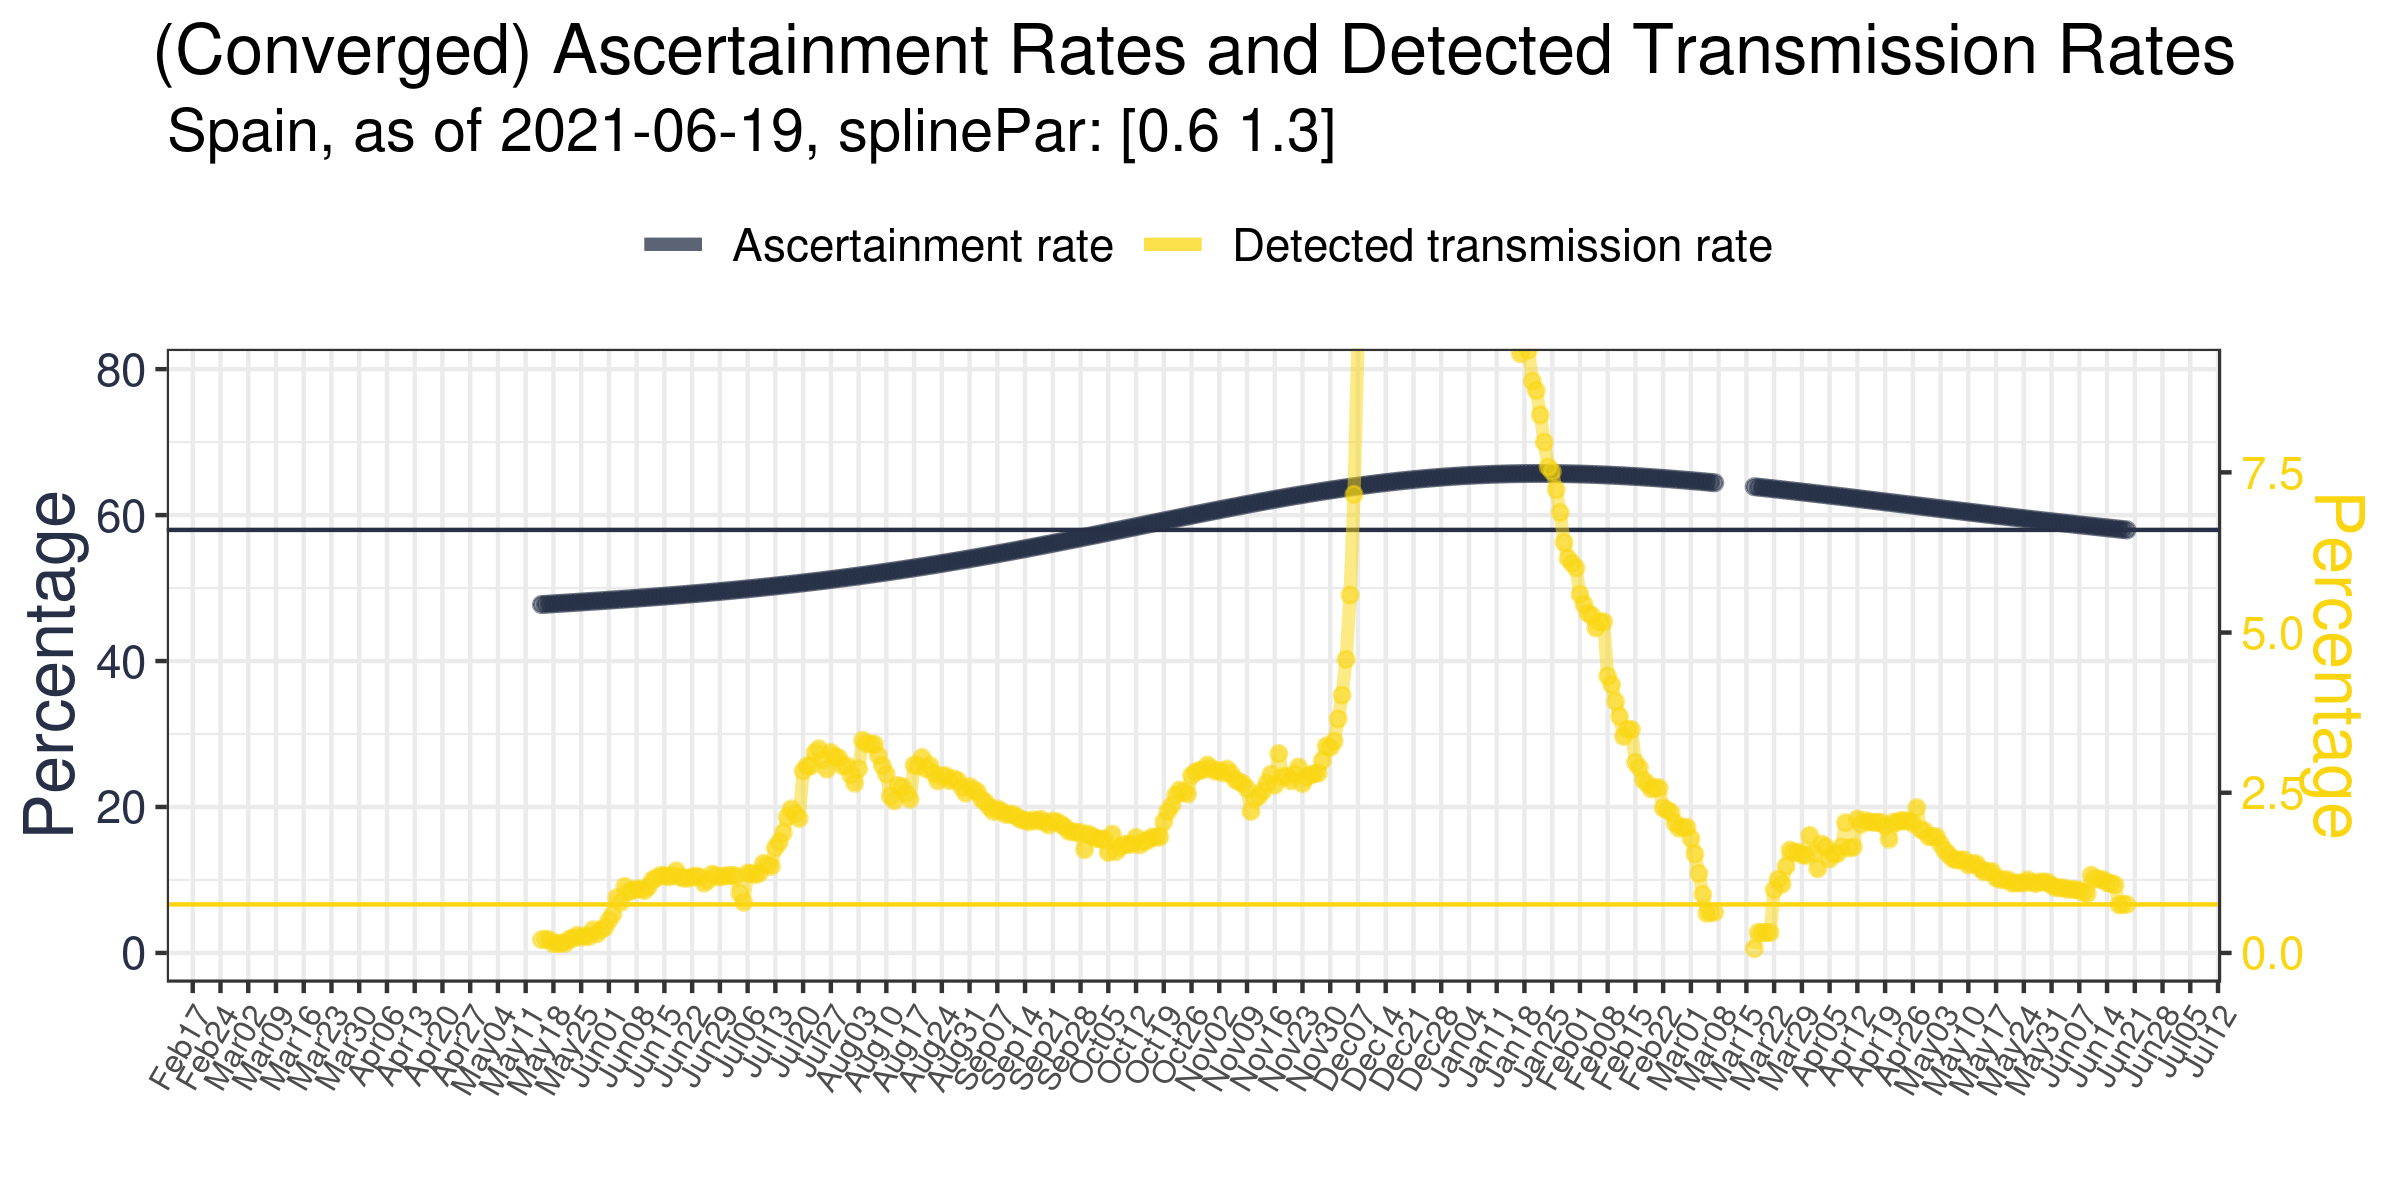 (Converged) Ascertainment Rates and Detected Transmission Rates
Spain, as of 2021-06-19, splinePar: [0.6 1.3]
Ascertainment rate
Detected transmission rate
Percentage
80
60
40
20
0
7.5
5.0
2.5
0.0
Percentage
Feb17
Feb24
Mar02
Mar09
Mar16
Mar23
Mar30
Apr06
Apr13
Apr20
Apr27
May04
May11
May18
May25
Jun01
Jun08
Jun15
Jun22
Jun29
Jul06
Jul13
Jul20
Jul27
Aug03
Aug10
Aug17
Aug24
Aug31
Sep07
Sep14
Sep21
Sep28
Oct05
Oct12
Oct19
Oct26
Nov02
Nov09
Nov16
Nov23
Nov30
Dec07
Dec14
Dec21
Dec28
Jan04
Jan11
Jan18
Jan25
Feb01
Feb08
Feb15
Feb22
Mar01
Mar08
Mar15
Mar22
Mar29
Apr05
Apr12
Apr19
Apr26
May03
May10
May17
May24
May31
Jun07
Jun14
Jun21
Jun28
Jul05
Jul12